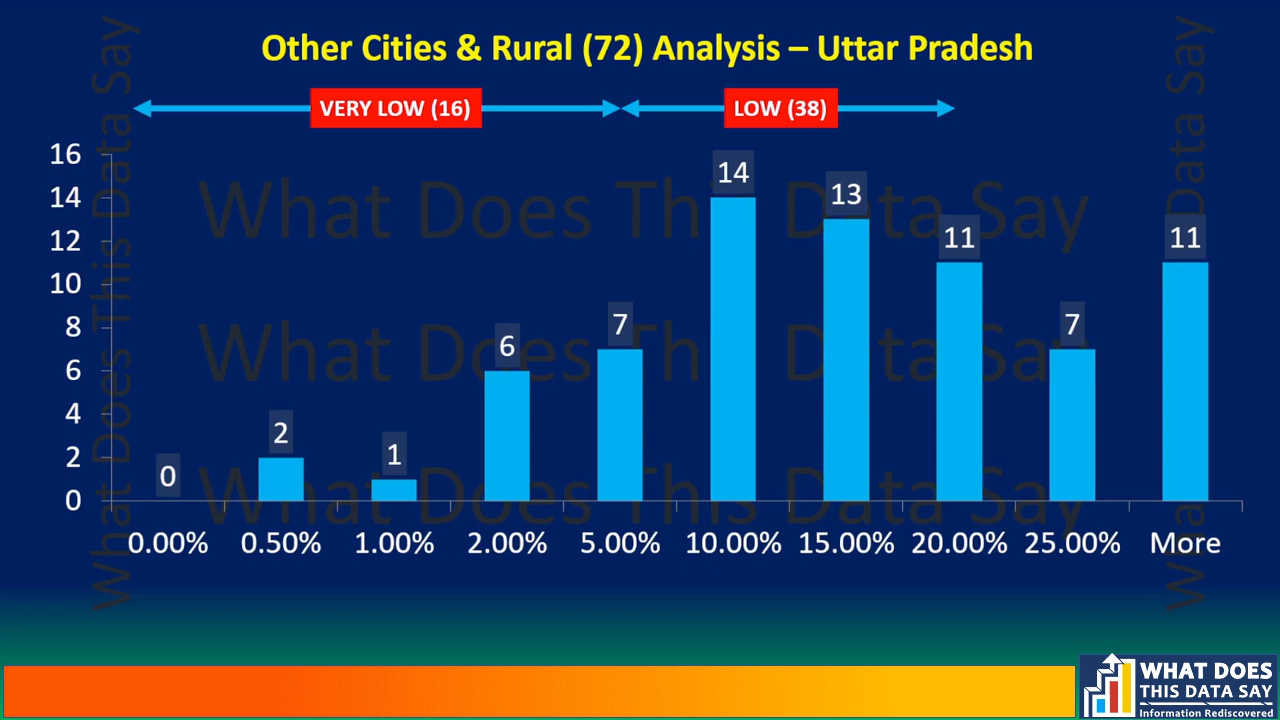 Other Cities & Rural (72) Analysis – Uttar Pradesh
VERY LOW (16)
LOW (38)
16
14
12
10
8
6
4
2
0
0
2
1
6
7
14
13
11
7
11
0.00% 0.50% 1.00% 2.00% 5.00% 10.00% 15.00% 20.00% 25.00% More
What Does This Data Say
What Does This Data Say
What Does This Data Say
What Does This Data Say
What Does This Data Say
WHAT DOES
THIS DATA SAY
Information Rediscovered